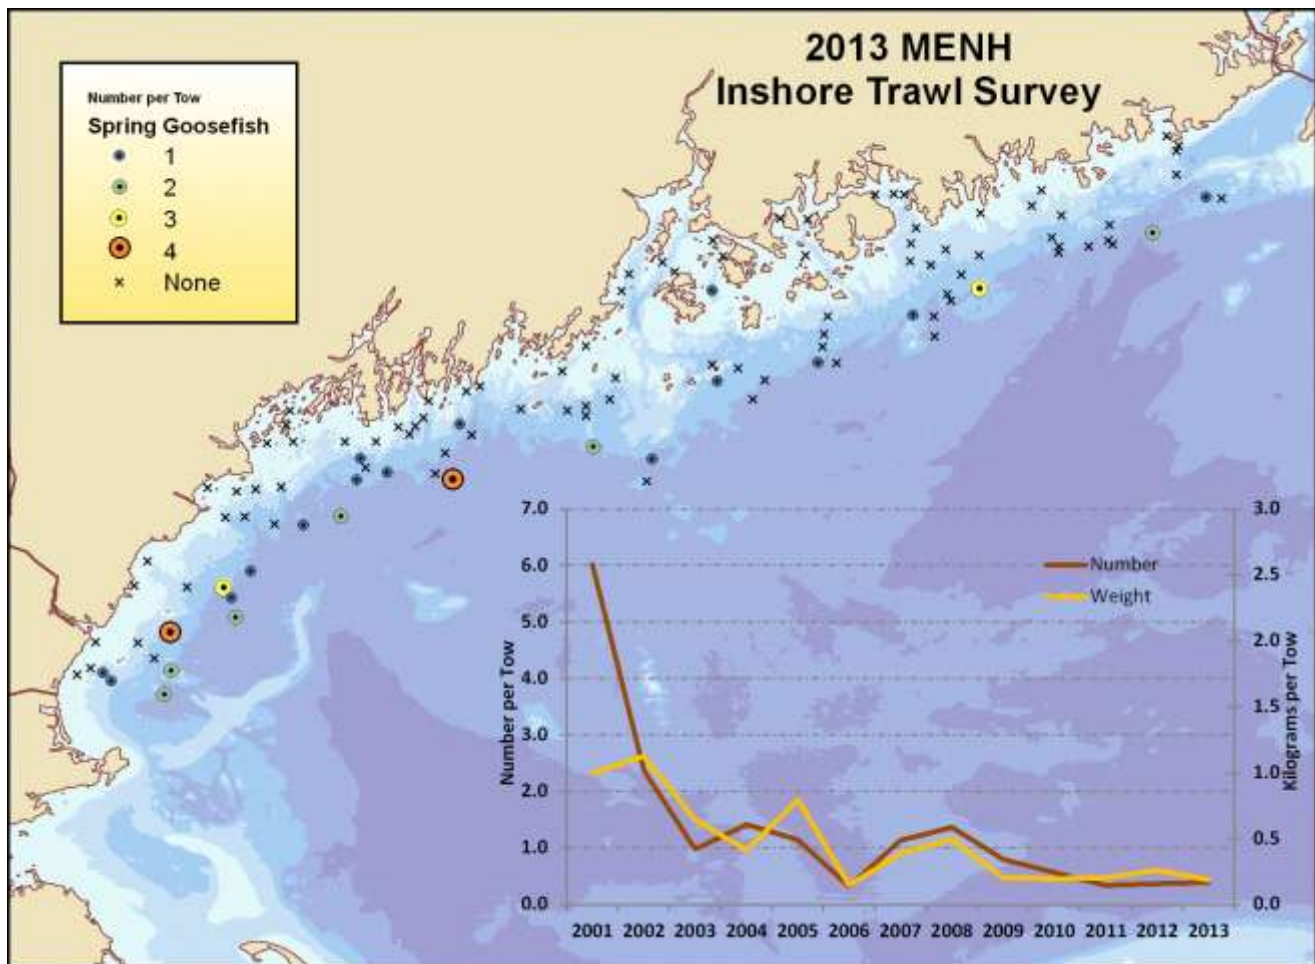 2013 MENH
Inshore Trawl Survey
Number per Tow
Spring Goosefish
1
2
3
4
None
7.0
6.0
5.0
4.0
3.0
2.0
1.0
0.0
Number per Tow
Number
Weight
3.0
2.5
2.0
1.5
1.0
0.5
0.0
Kilograms per Tow
2001 2002 2003 2004 2005 2006 2007 2008 2009 2010 2011 2012 2013